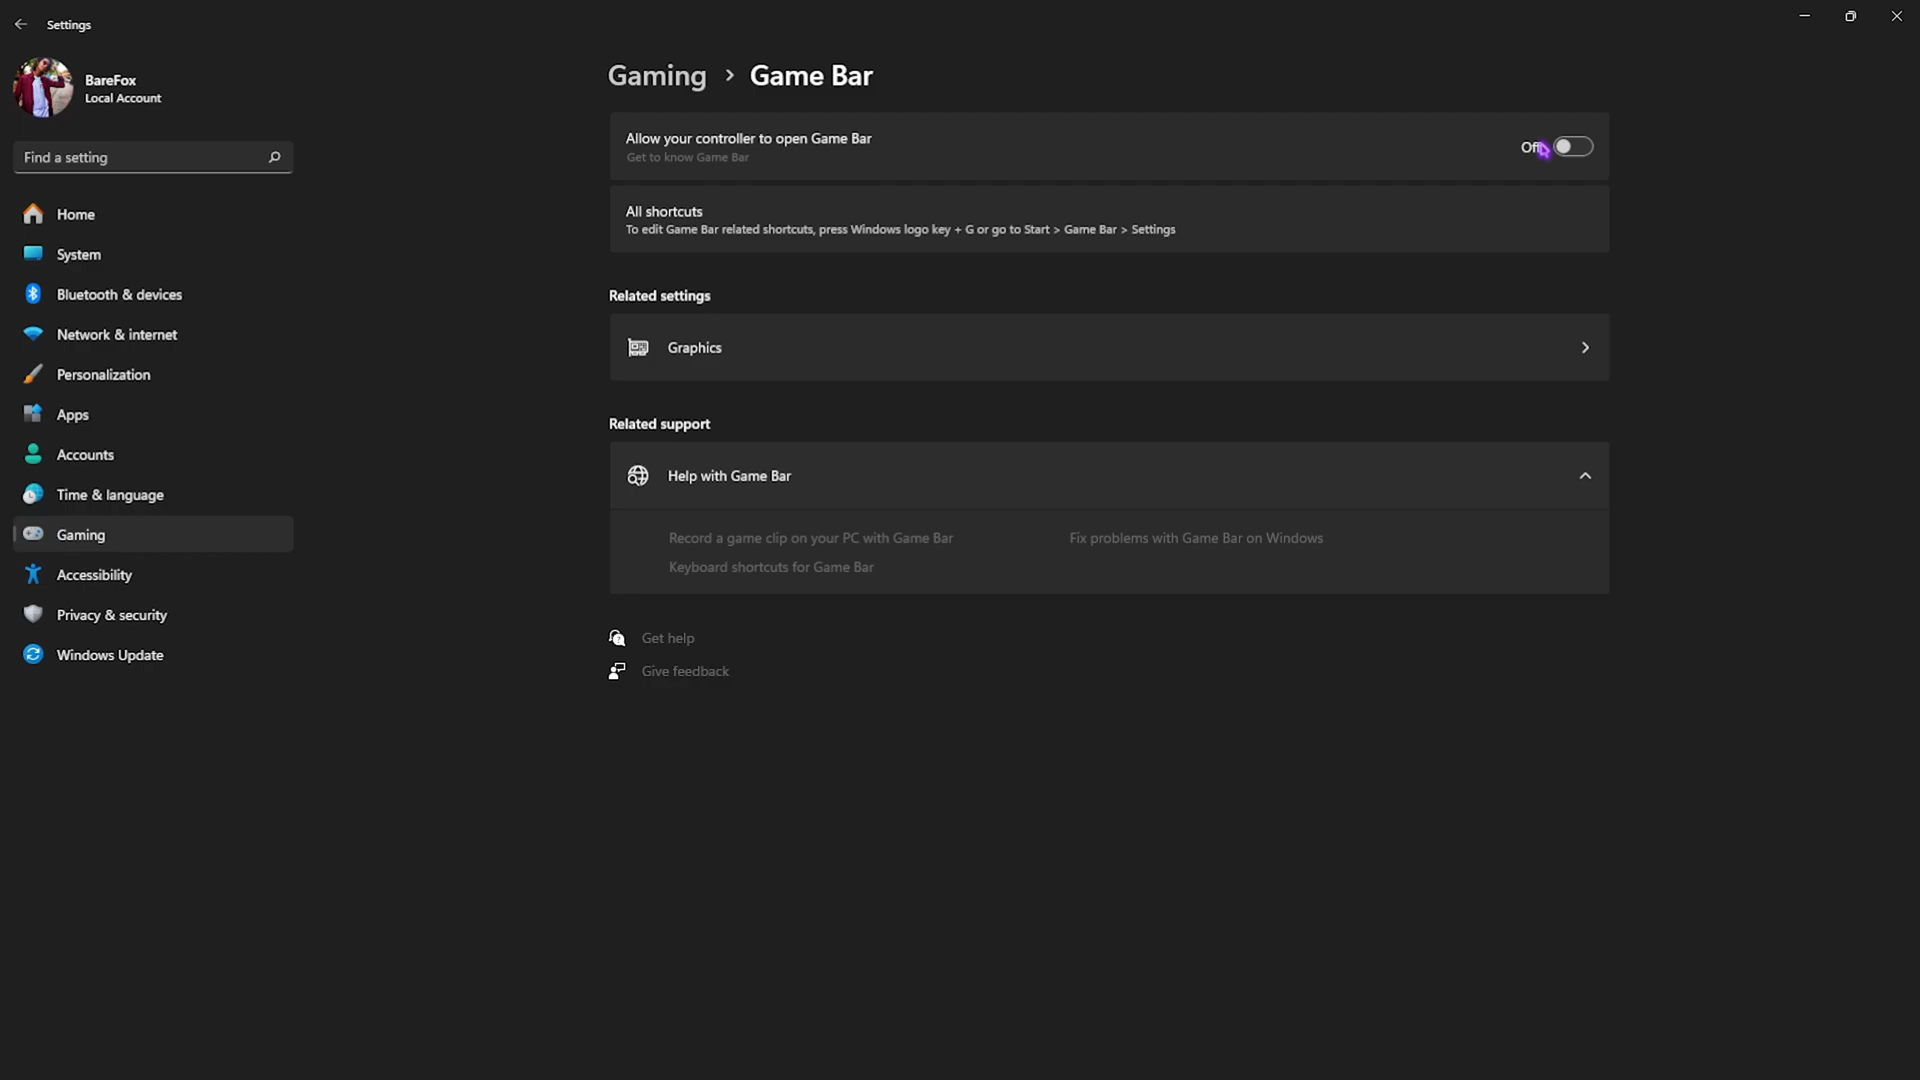 Settings
BareFox
Local Account
Find a setting
Home
System
Bluetooth & devices
Network & internet
Personalization
Apps
Accounts
Time & language
Gaming
Accessibility
Privacy & security
Windows Update
Gaming > Game Bar
Allow your controller to open Game Bar
Get to know Game Bar
Off
All shortcuts
To edit Game Bar related shortcuts, press Windows logo key + G or go to Start > Game Bar > Settings
Related settings
Graphics
Related support
Help with Game Bar
Record a game clip on your PC with Game Bar
Fix problems with Game Bar on Windows
Keyboard shortcuts for Game Bar
Get help
Give feedback